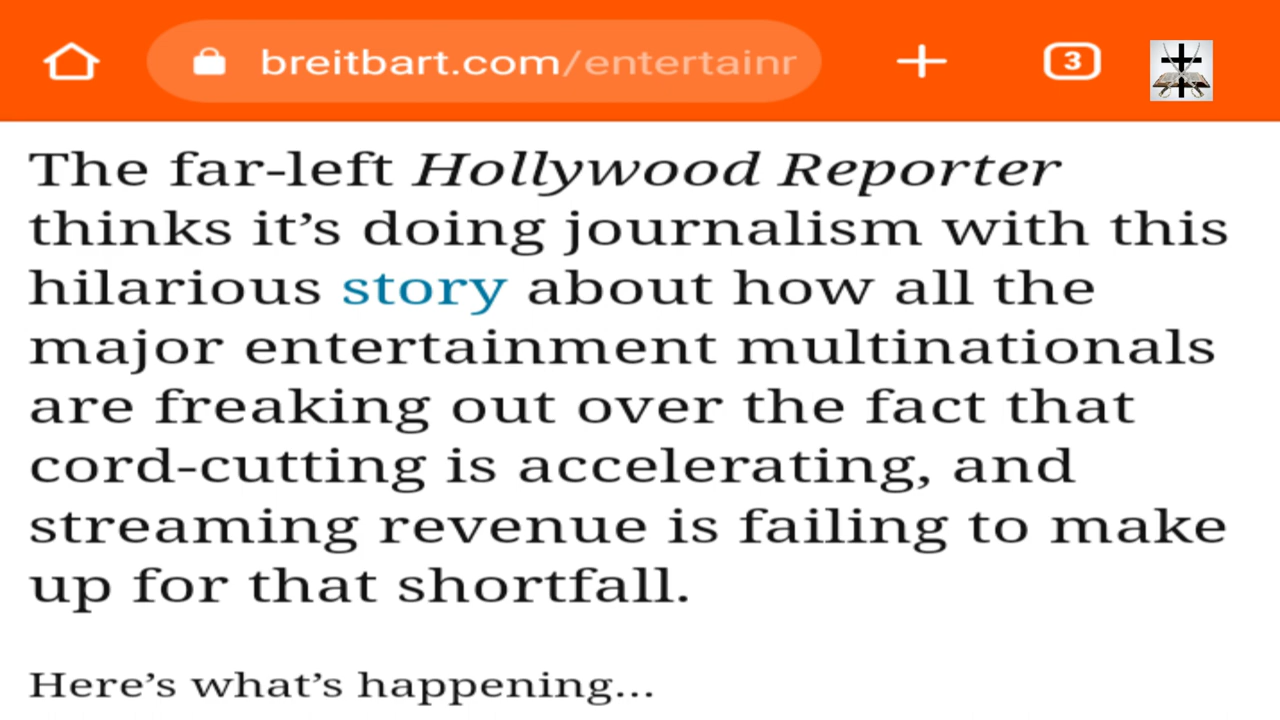 breitbart.com/entertainr
3
The far-left Hollywood Reporter
thinks it’s doing journalism with this
hilarious story about how all the
major entertainment multinationals
are freaking out over the fact that
cord-cutting is accelerating, and
streaming revenue is failing to make
up for that shortfall.
Here’s what’s happening...